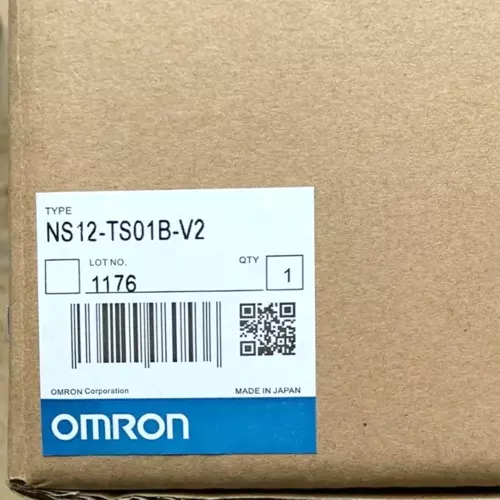 TYPE
NS12-TS01B-V2
LOT NO.
1176
QTY
1
OMRON Corporation
MADE IN JAPAN
OMRON